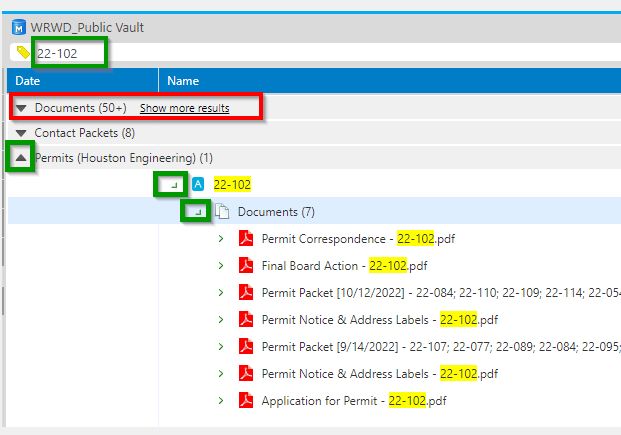 WRWD_Public Vault
22-102
Date Name
Documents (50+) Show more results
Contact Packets (8)
Permits (Houston Engineering) (1)
A 22-102
Documents (7)
Permit Correspondence - 22-102.pdf
Final Board Action - 22-102.pdf
Permit Packet [10/12/2022] - 22-084; 22-110; 22-109; 22-114; 22-054
Permit Notice & Address Labels - 22-102.pdf
Permit Packet [9/14/2022] - 22-107; 22-077; 22-089; 22-084; 22-095;
Permit Notice & Address Labels - 22-102.pdf
Application for Permit - 22-102.pdf